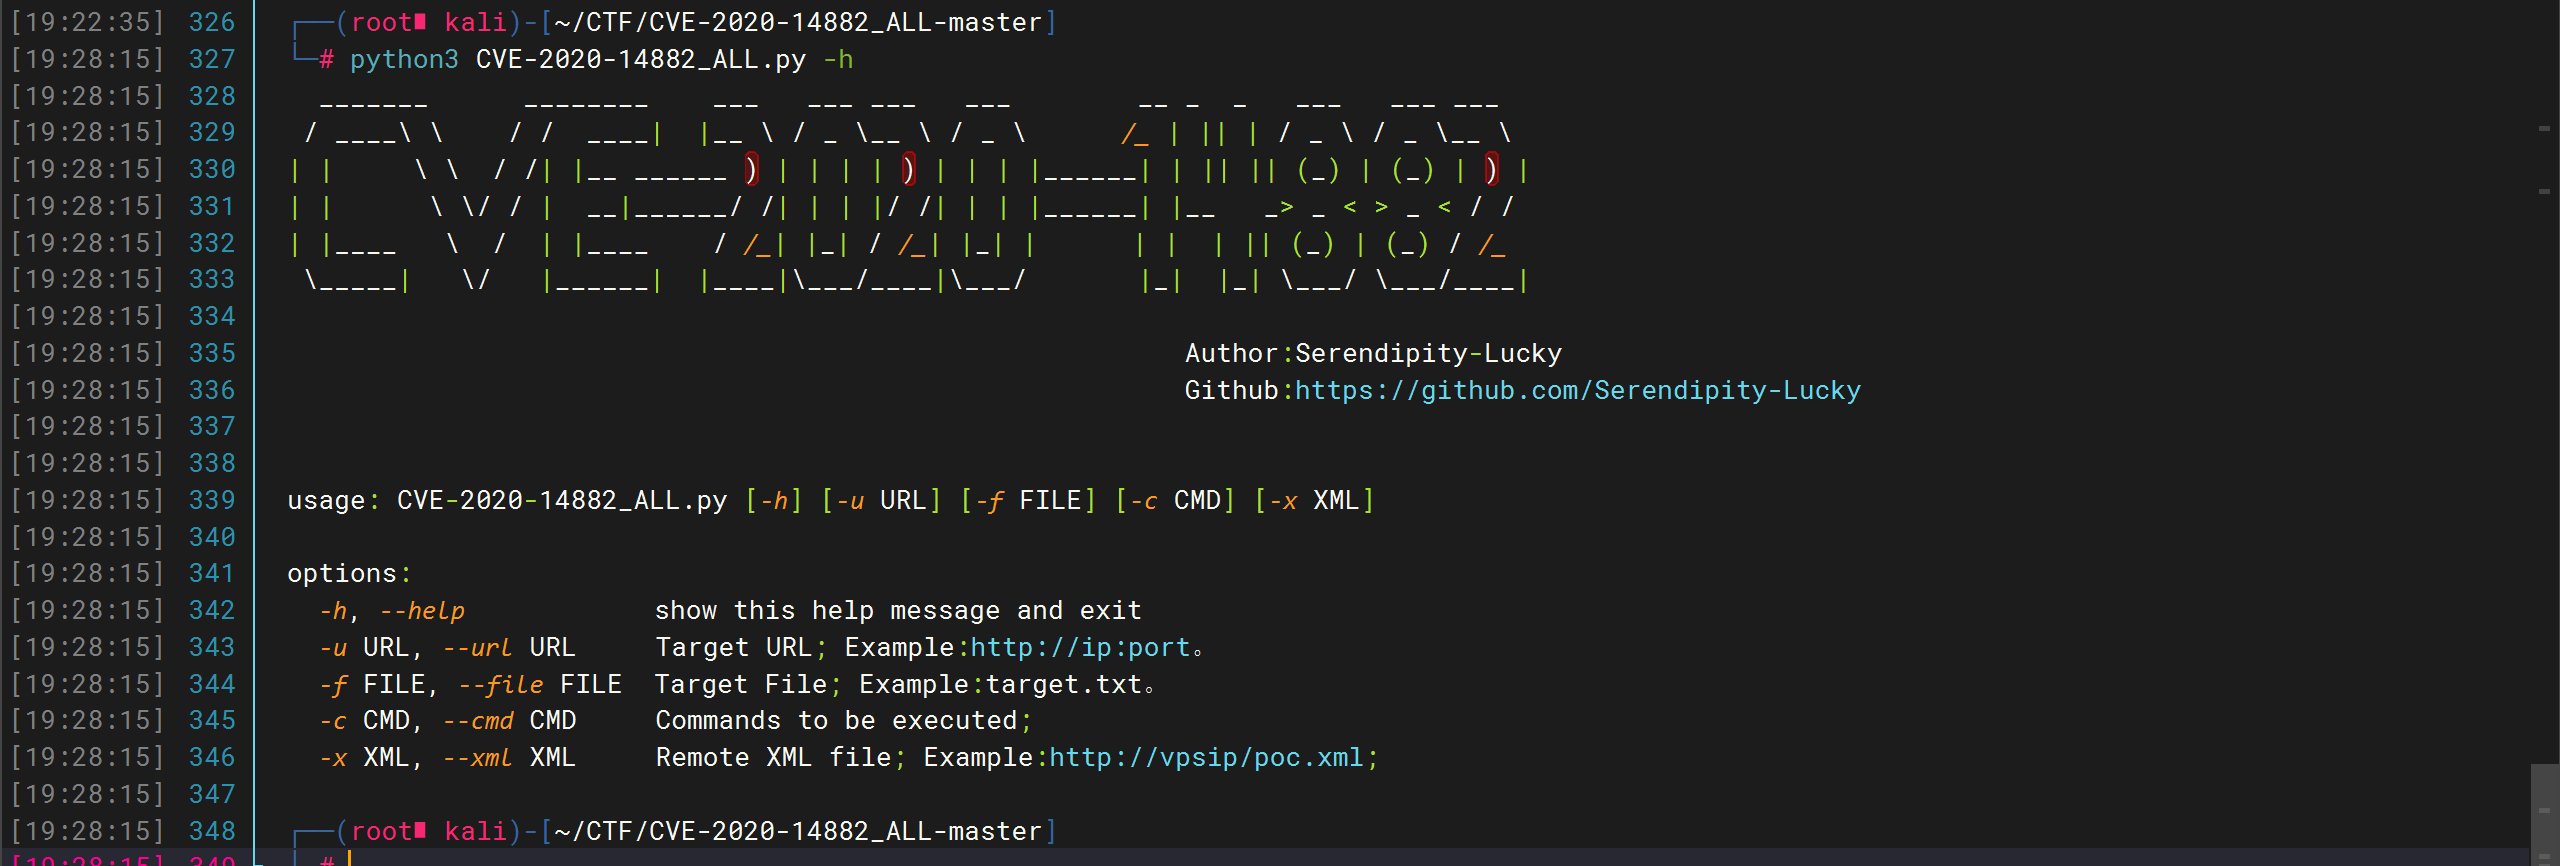 [19:22:35] 326 ┌──(root㉿ kali)-[~/CTF/CVE-2020-14882_ALL-master]
[19:28:15] 327 └─# python3 CVE-2020-14882_ALL.py -h
[19:28:15] 328   _______      ________    ___   ___ ___   ___        __ _  _   ___   ___ ___
[19:28:15] 329  / ____\ \    / /  ____|  |__ \ / _ \__ \ / _ \      /_ | || | / _ \ / _ \__ \
[19:28:15] 330 | |     \ \  / /| |__ ______ ) | | | | ) | | | |______| | || || (_) | (_) | ) |
[19:28:15] 331 | |      \ \/ / |  __|______/ /| | | |/ /| | | |______| |__   _> _ < > _ < / /
[19:28:15] 332 | |____   \  /  | |____    / /_| |_| / /_| |_| |      | |  | || (_) | (_) / /_
[19:28:15] 333  \_____|   \/   |______|  |____|\___/____|\___/       |_|  |_| \___/ \___/____|
[19:28:15] 334
[19:28:15] 335 Author:Serendipity-Lucky
[19:28:15] 336 Github:https://github.com/Serendipity-Lucky
[19:28:15] 337
[19:28:15] 338
[19:28:15] 339 usage: CVE-2020-14882_ALL.py [-h] [-u URL] [-f FILE] [-c CMD] [-x XML]
[19:28:15] 340
[19:28:15] 341 options:
[19:28:15] 342   -h, --help            show this help message and exit
[19:28:15] 343   -u URL, --url URL     Target URL; Example:http://ip:port。
[19:28:15] 344   -f FILE, --file FILE  Target File; Example:target.txt。
[19:28:15] 345   -c CMD, --cmd CMD     Commands to be executed;
[19:28:15] 346   -x XML, --xml XML     Remote XML file; Example:http://vpsip/poc.xml;
[19:28:15] 347
[19:28:15] 348 ┌──(root㉿ kali)-[~/CTF/CVE-2020-14882_ALL-master]
[19:28:15] 349 #